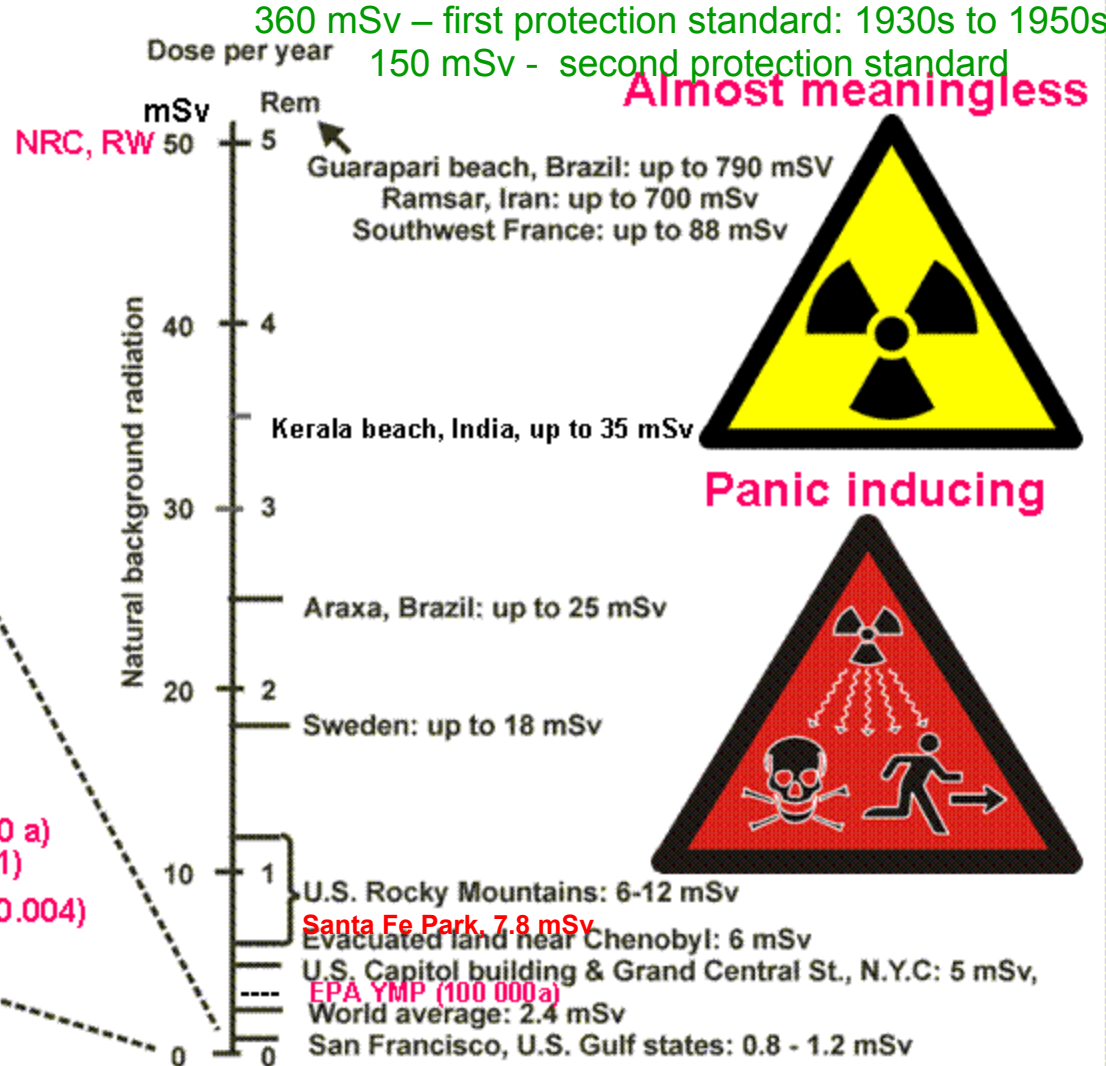 360 mSv – first protection standard: 1930s to 1950s
150 mSv - second protection standard
Dose per year
Almost meaningless
mSv Rem
NRC, RW 50 5
Guarapari beach, Brazil: up to 790 mSV
Ramsar, Iran: up to 700 mSv
Southwest France: up to 88 mSv
Natural background radiation
40 4
Kerala beach, India, up to 35 mSv
Panic inducing
30 3
Araxa, Brazil: up to 25 mSv
20 2
Sweden: up to 18 mSv
0 a)
1)
10 1
U.S. Rocky Mountains: 6-12 mSv
0.004)
Santa Fe Park, 7.8 mSv
Evacuated land near Chenobyl: 6 mSv
U.S. Capitol building & Grand Central St., N.Y.C: 5 mSv,
EPA YMP (100 000a)
World average: 2.4 mSv
San Francisco, U.S. Gulf states: 0.8 - 1.2 mSv
0 0